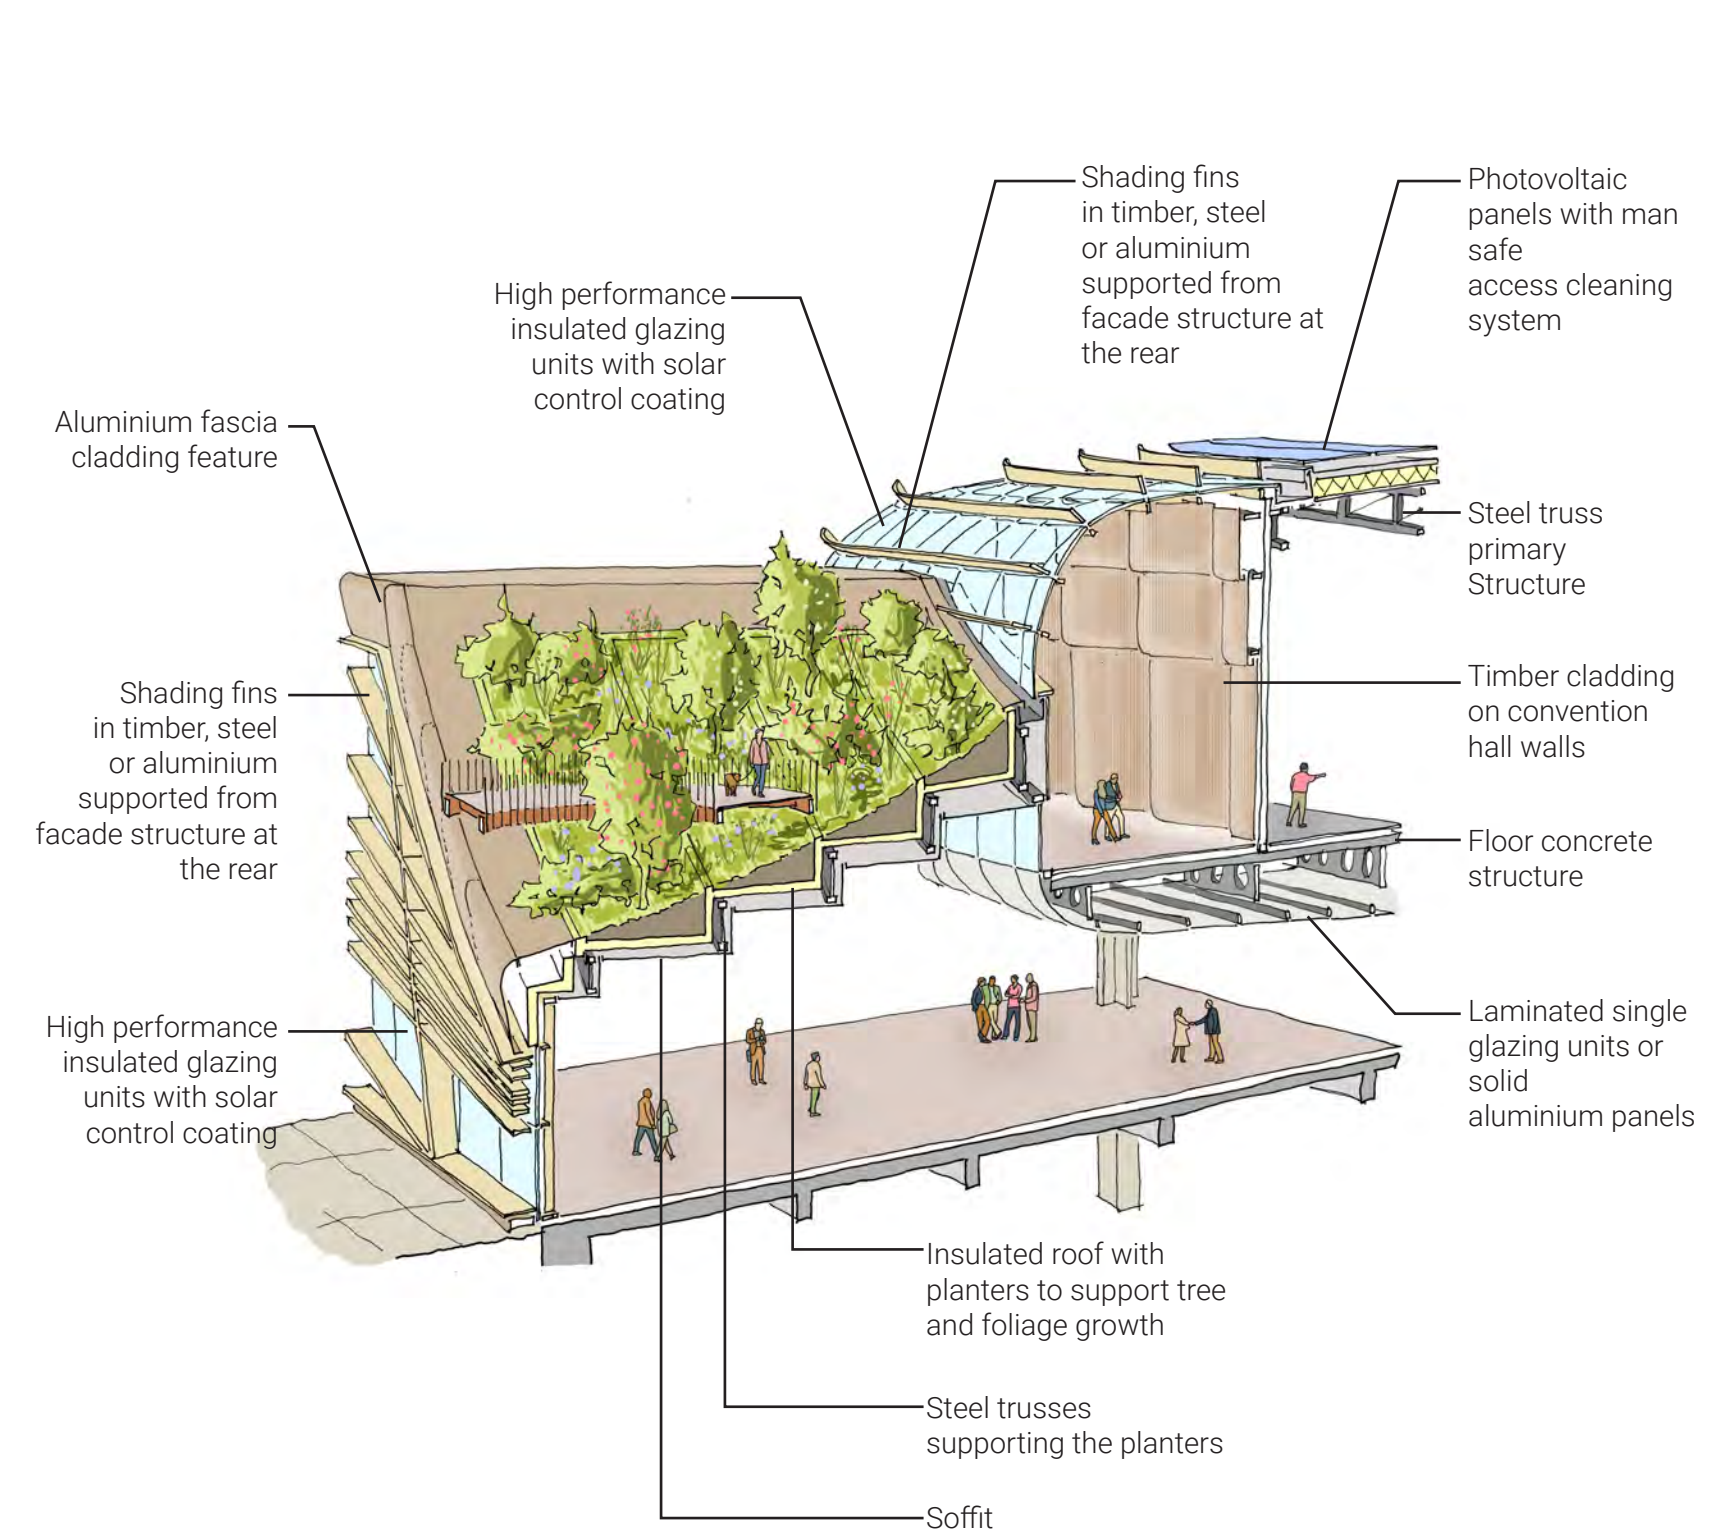 Shading fins
in timber, steel
or aluminium
supported from
facade structure at
the rear
Photovoltaic
panels with man
safe
access cleaning
system
High performance
insulated glazing
units with solar
control coating
Aluminium fascia
cladding feature
Steel truss
primary
Structure
Shading fins
in timber, steel
or aluminium
supported from
facade structure at
the rear
Timber cladding
on convention
hall walls
Floor concrete
structure
High performance
insulated glazing
units with solar
control coating
Laminated single
glazing units or
solid
aluminium panels
Insulated roof with
planters to support tree
and foliage growth
Steel trusses
supporting the planters
Soffit